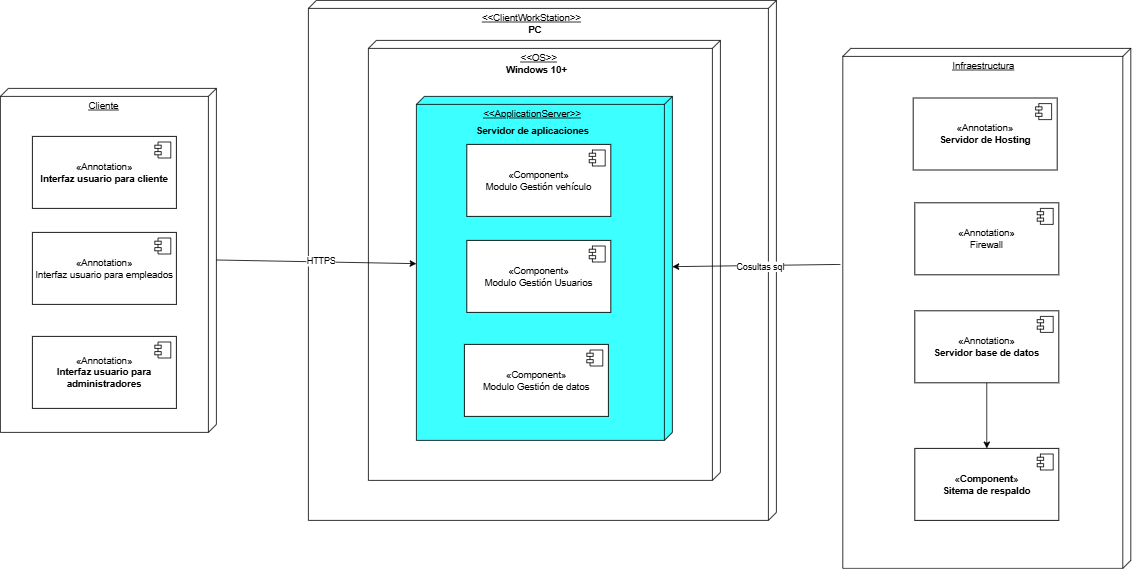 Cliente
«Annotation»
Interfaz usuario para cliente
«Annotation»
Interfaz usuario para empleados
«Annotation»
Interfaz usuario para
administradores
HTTPS
<<ClientWorkStation>>
PC
<<OS>>
Windows 10+
<<ApplicationServer>>
Servidor de aplicaciones
«Component»
Modulo Gestión vehículo
«Component»
Modulo Gestión Usuarios
«Component»
Modulo Gestión de datos
Cosultas sql
Infraestructura
«Annotation»
Servidor de Hosting
«Annotation»
Firewall
«Annotation»
Servidor base de datos
«Component»
Sitema de respaldo